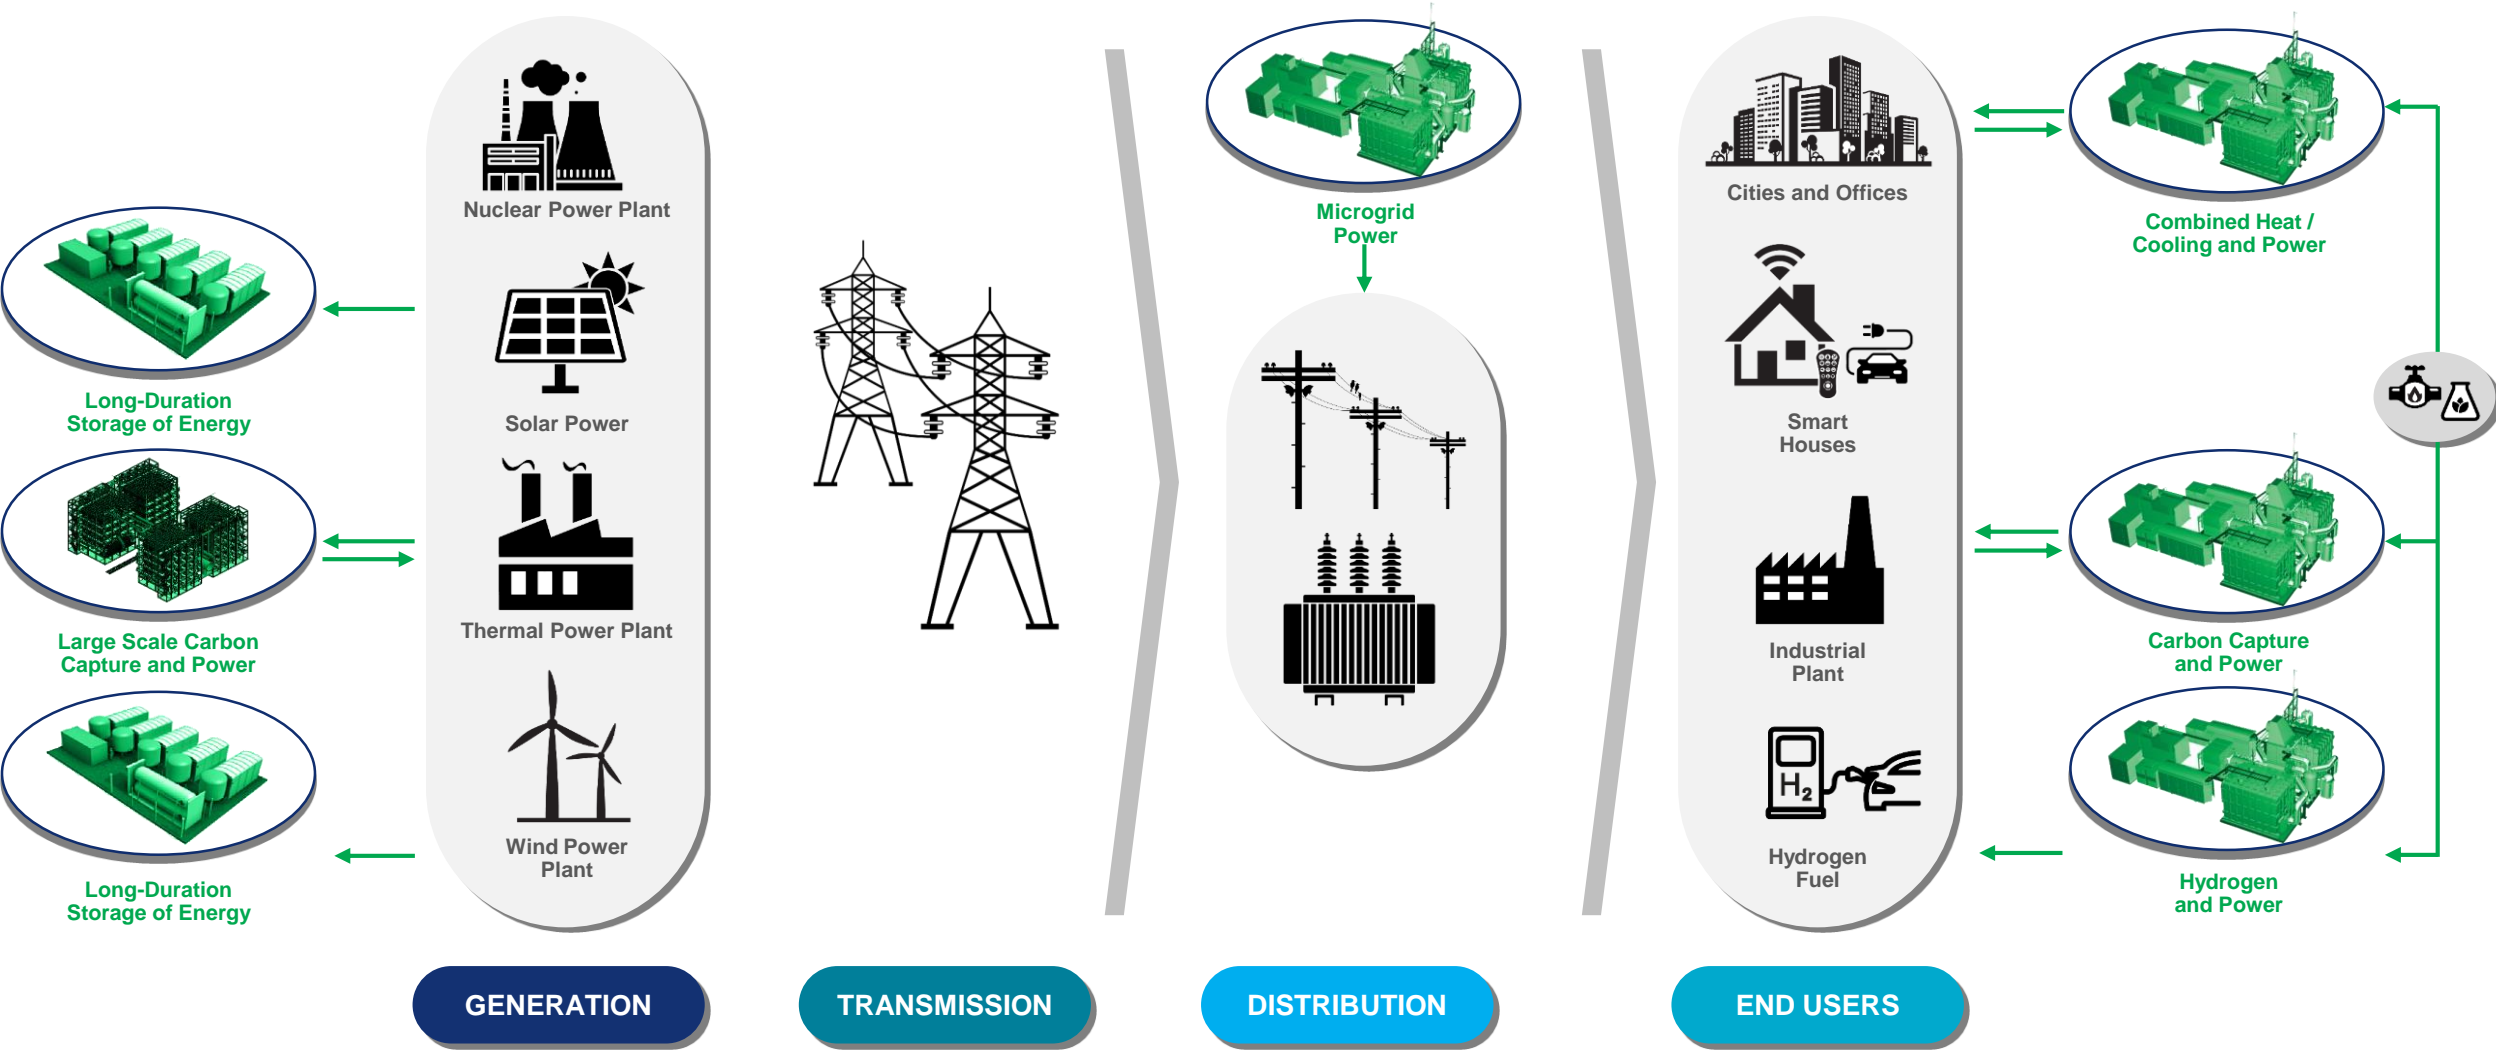 Nuclear Power Plant
Solar Power
Thermal Power Plant
Wind Power
Plant
Long-Duration
Storage of Energy
Large Scale Carbon
Capture and Power
Long-Duration
Storage of Energy
Microgrid
Power
Cities and Offices
Smart
Houses
Industrial
Plant
H2
Hydrogen
Fuel
Combined Heat /
Cooling and Power
Carbon Capture
and Power
Hydrogen
and Power
GENERATION
TRANSMISSION
DISTRIBUTION
END USERS